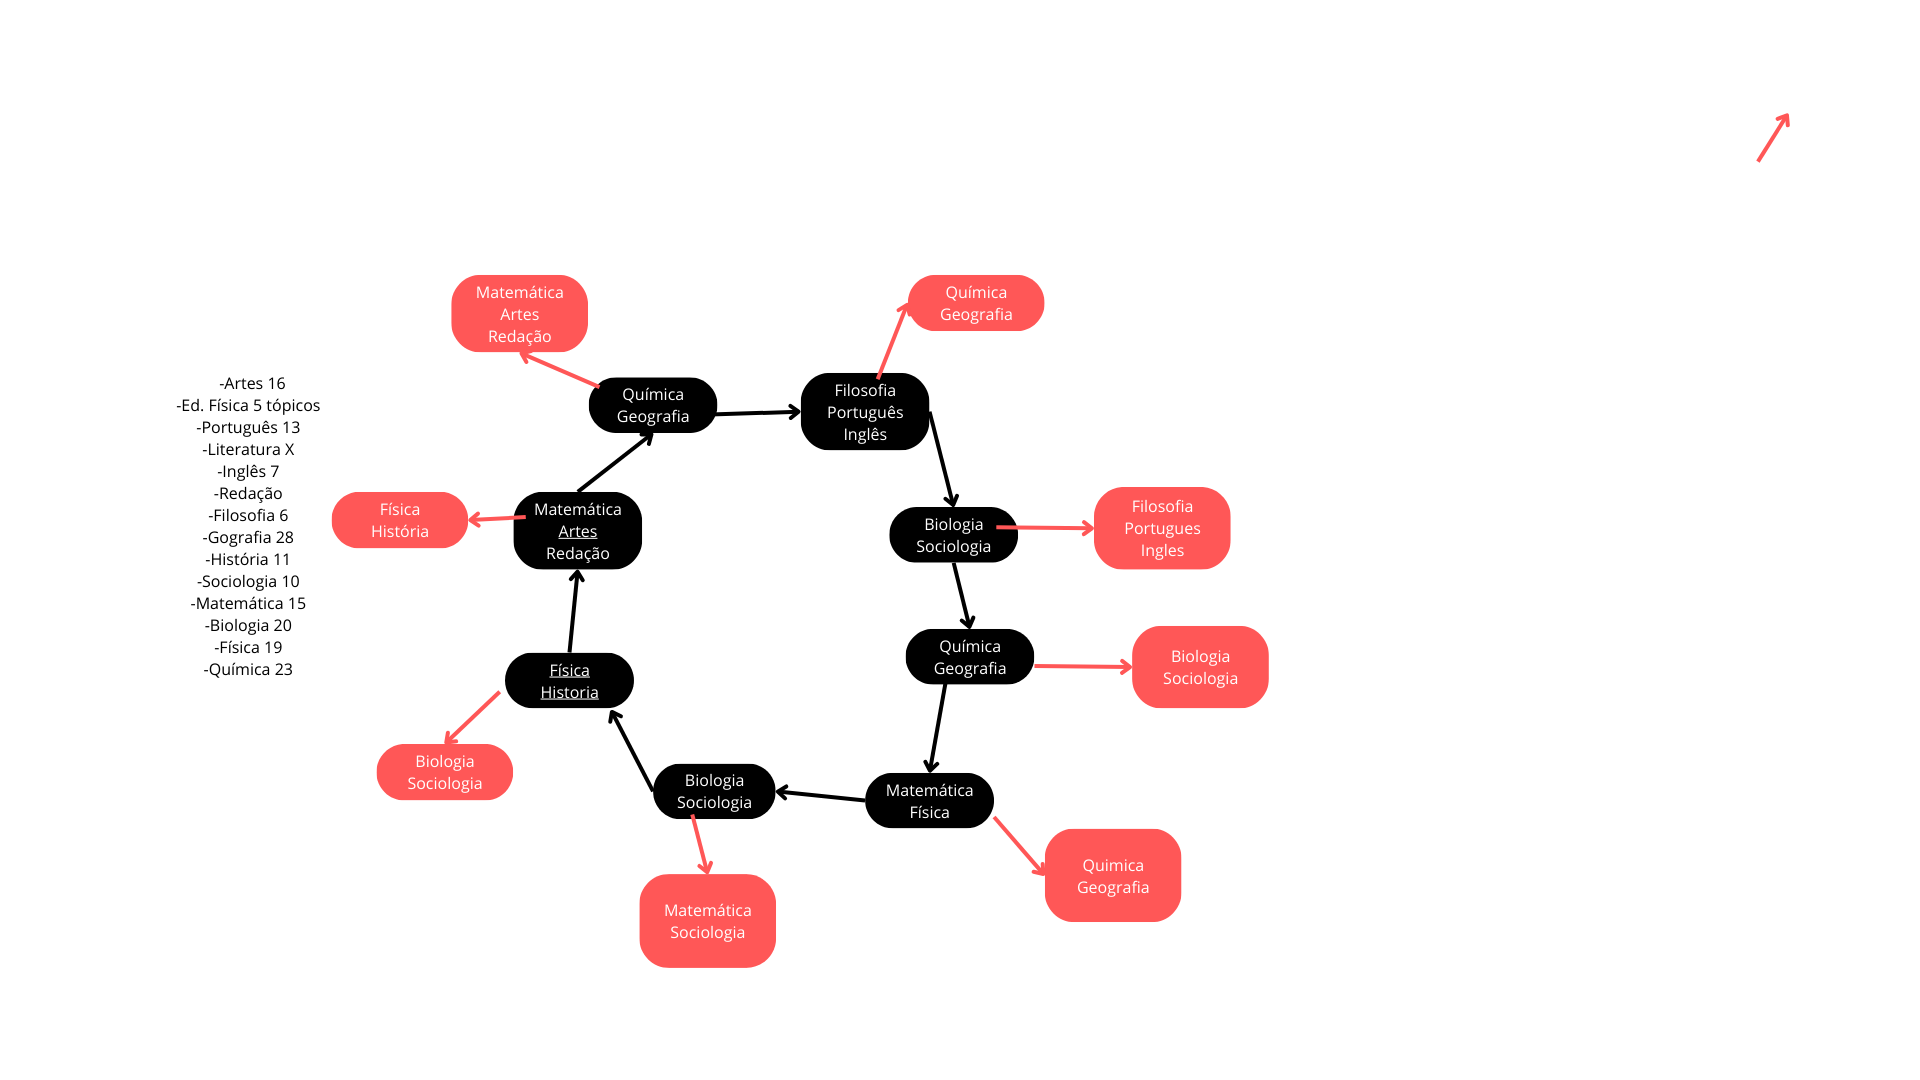 Matemática
Artes
Redação
Química
Geografia
Química
Geografia
Filosofia
Português
Inglês
-Artes 16
-Ed. Física 5 tópicos
-Português 13
-Literatura X
-Inglês 7
-Redação
-Filosofia 6
-Gografia 28
-História 11
-Sociologia 10
-Matemática 15
-Biologia 20
-Física 19
-Química 23
Física
História
Matemática
Artes
Redação
Biologia
Sociologia
Filosofia
Portugues
Ingles
Física
Historia
Química
Geografia
Biologia
Sociologia
Biologia
Sociologia
Biologia
Sociologia
Matemática
Física
Matemática
Sociologia
Quimica
Geografia